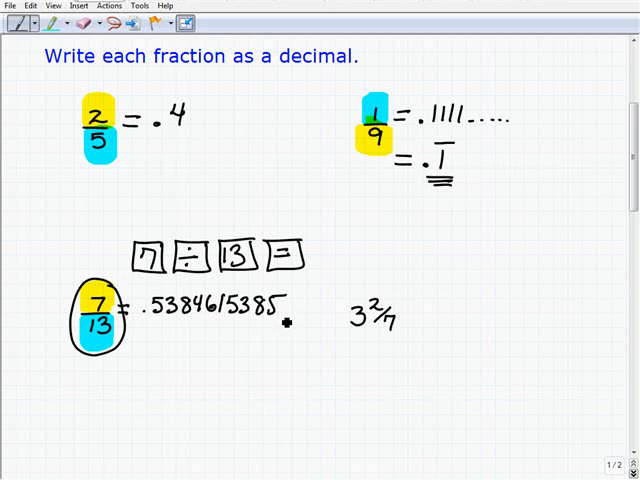 File Edit View Insert Actions Tools Help
Write each fraction as a decimal.
2/5 = .4
1/9 = .1111.....
= .1̅
7 ÷ 13 =
7/13 = .5384615385
3 2/7
1 / 2